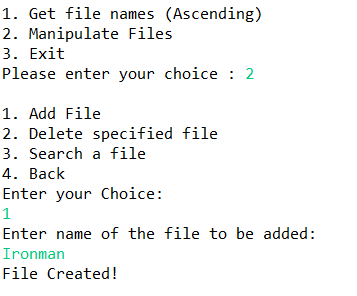 1. Get file names (Ascending)
2. Manipulate Files
3. Exit
Please enter your choice : 2
1. Add File
2. Delete specified file
3. Search a file
4. Back
Enter your Choice:
1
Enter name of the file to be added:
Ironman
File Created!